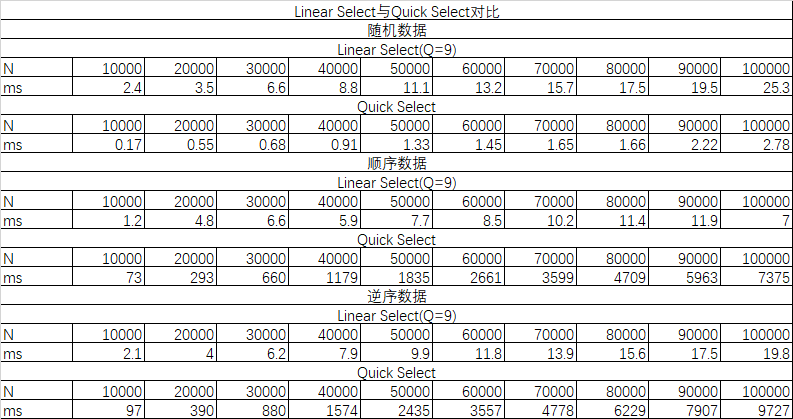 Linear Select与Quick Select对比
随机数据
Linear Select(Q=9)
N 10000 20000 30000 40000 50000 60000 70000 80000 90000 100000
ms 2.4 3.5 6.6 8.8 11.1 13.2 15.7 17.5 19.5 25.3
Quick Select
N 10000 20000 30000 40000 50000 60000 70000 80000 90000 100000
ms 0.17 0.55 0.68 0.91 1.33 1.45 1.65 1.66 2.22 2.78
顺序数据
Linear Select(Q=9)
N 10000 20000 30000 40000 50000 60000 70000 80000 90000 100000
ms 1.2 4.8 6.6 5.9 7.7 8.5 10.2 11.4 11.9 7
Quick Select
N 10000 20000 30000 40000 50000 60000 70000 80000 90000 100000
ms 73 293 660 1179 1835 2661 3599 4709 5963 7375
逆序数据
Linear Select(Q=9)
N 10000 20000 30000 40000 50000 60000 70000 80000 90000 100000
ms 2.1 4 6.2 7.9 9.9 11.8 13.9 15.6 17.5 19.8
Quick Select
N 10000 20000 30000 40000 50000 60000 70000 80000 90000 100000
ms 97 390 880 1574 2435 3557 4778 6229 7907 9727